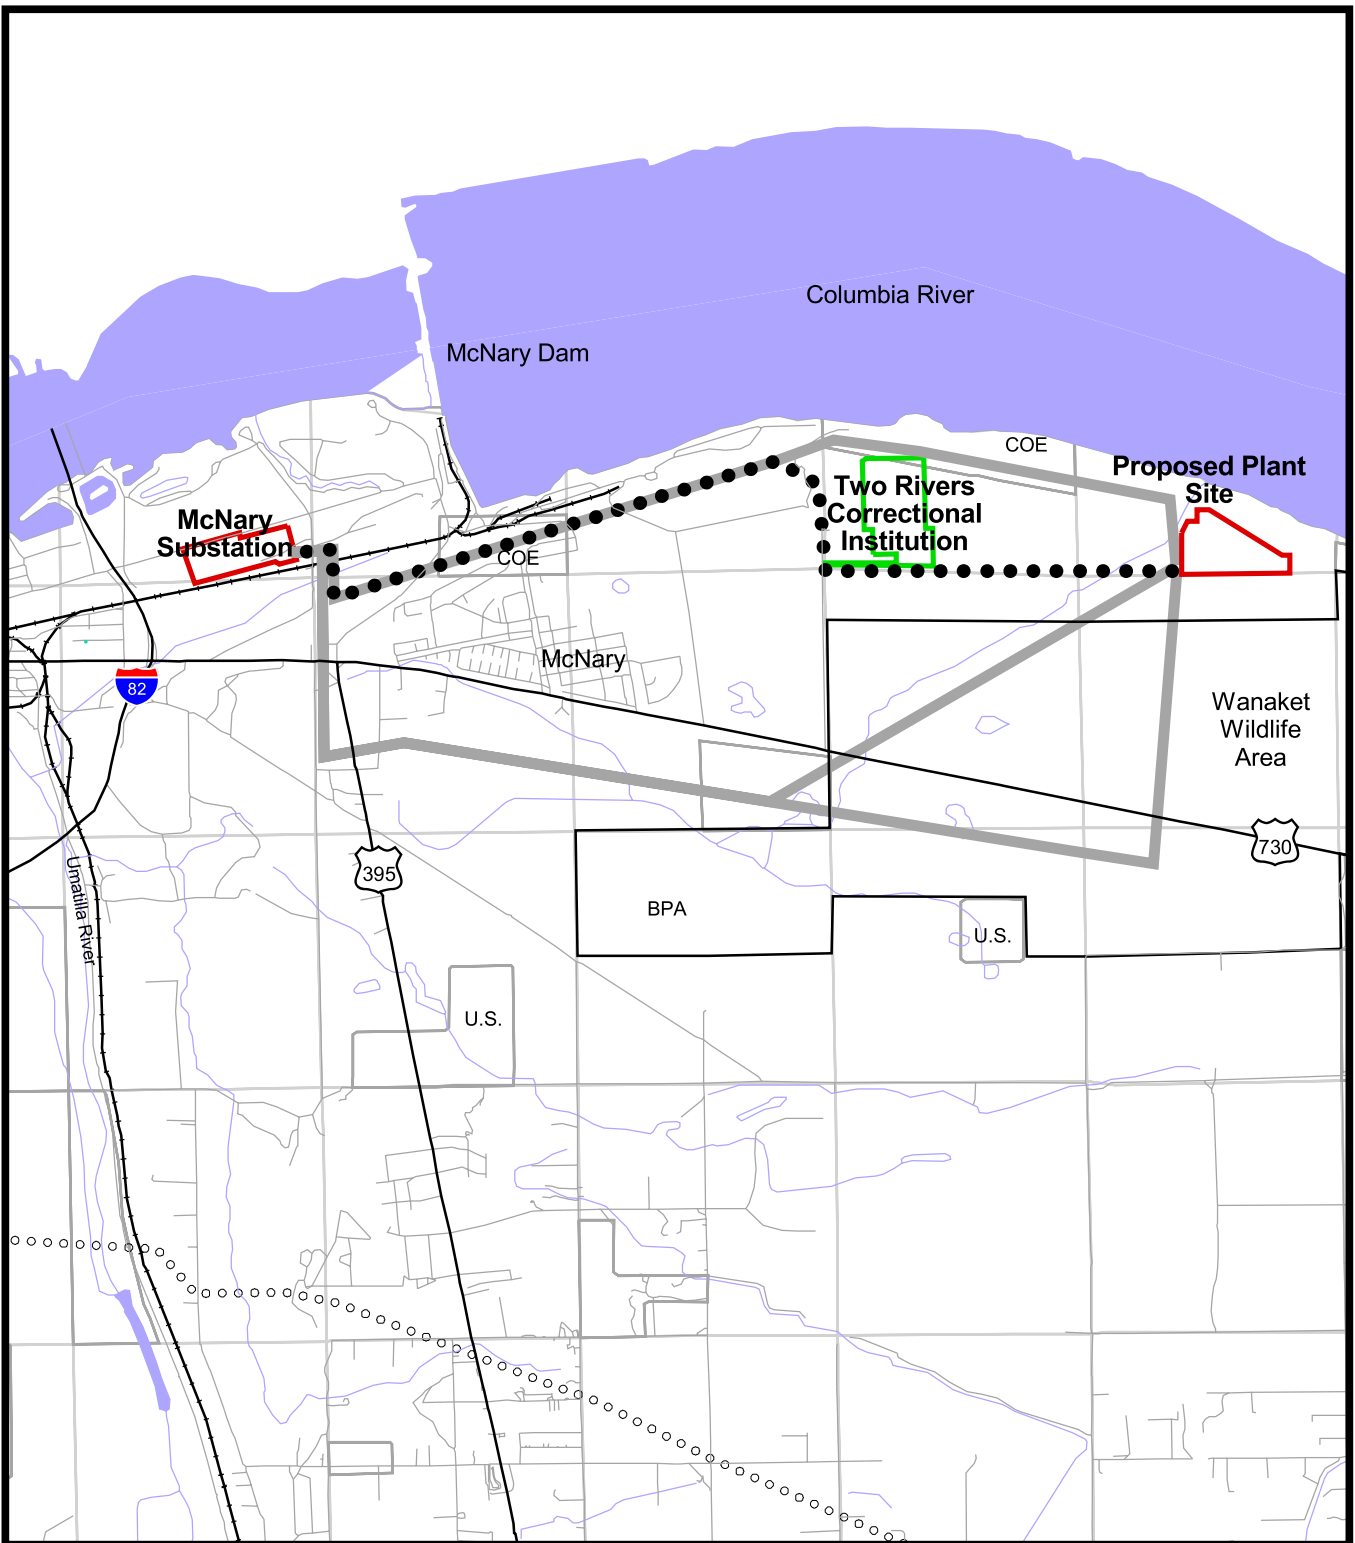 Columbia River
McNary Dam
COE
Proposed Plant
Site
Two Rivers
Correctional
Institution
McNary
Substation
COE
McNary
82
Wanaket
Wildlife
Area
730
395
Umatilla River
BPA
U.S.
U.S.